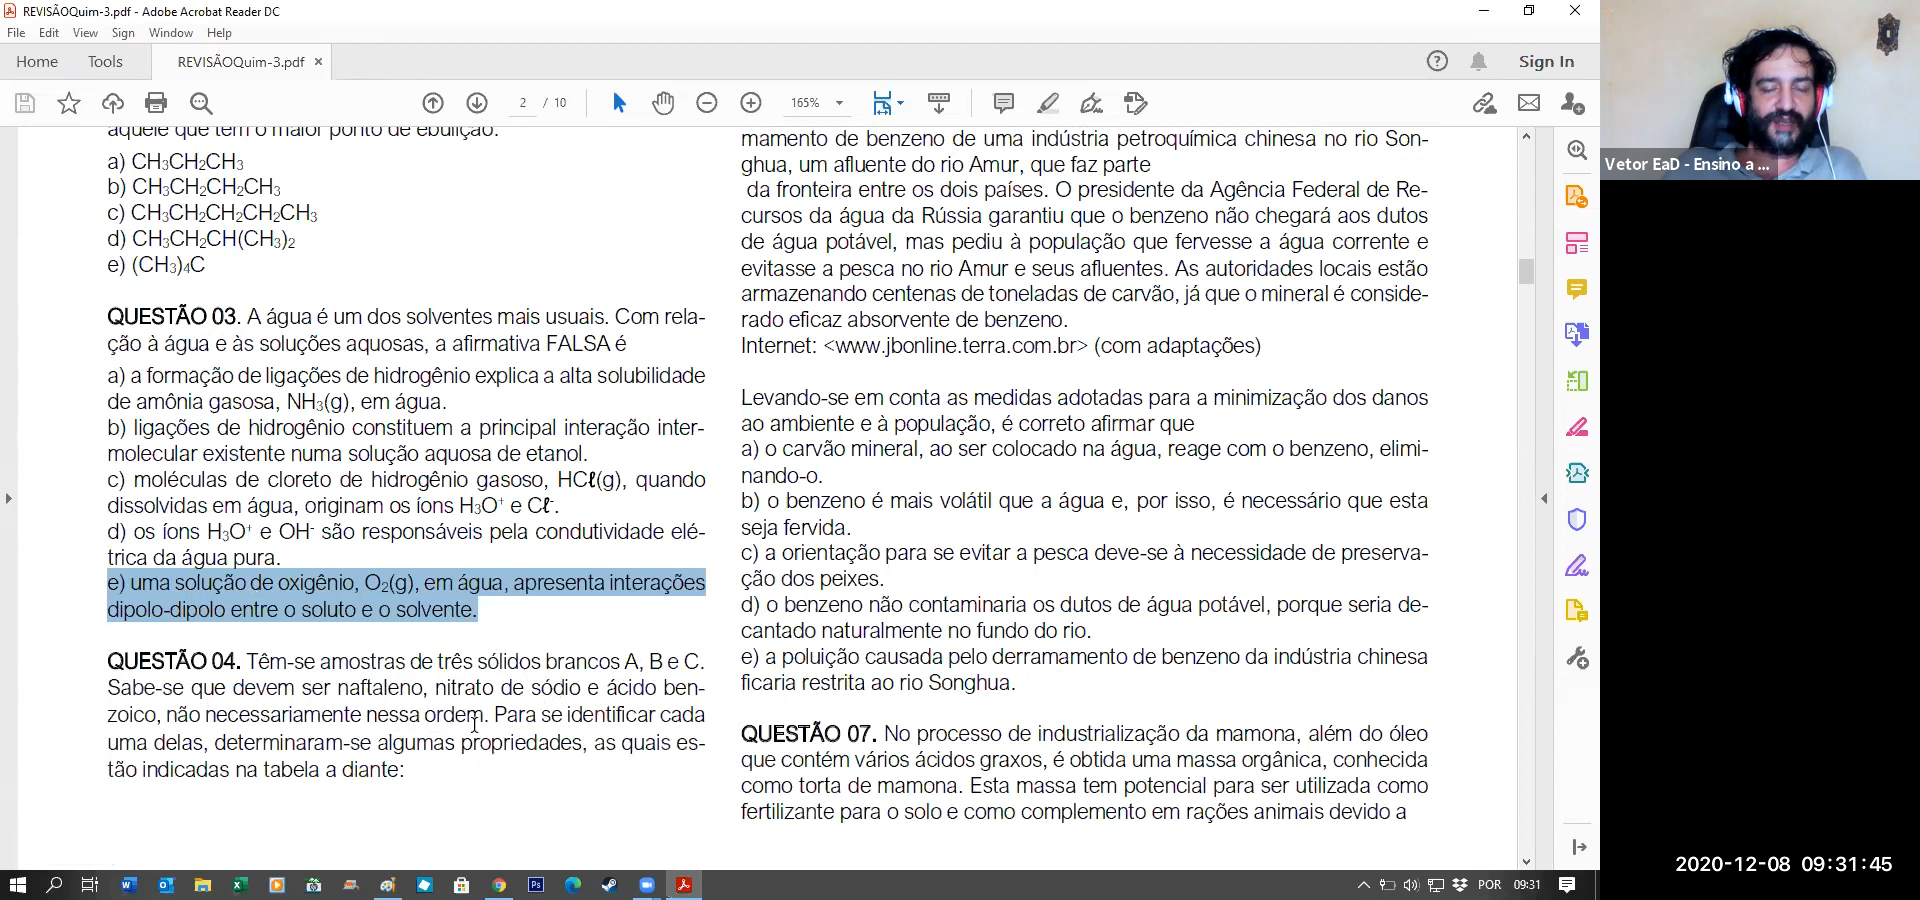 REVISÃOQuim-3.pdf - Adobe Acrobat Reader DC
File Edit View Sign Window Help
Home Tools REVISÃOQuim-3.pdf × Sign In
2 / 10 165%
aquele que tem o maior ponto de ebulição.
a) CH3CH2CH3
b) CH3CH2CH2CH3
c) CH3CH2CH2CH2CH3
d) CH3CH2CH(CH3)2
e) (CH3)4C
QUESTÃO 03. A água é um dos solventes mais usuais. Com rela-
ção à água e às soluções aquosas, a afirmativa FALSA é
a) a formação de ligações de hidrogênio explica a alta solubilidade
de amônia gasosa, NH3(g), em água.
b) ligações de hidrogênio constituem a principal interação inter-
molecular existente numa solução aquosa de etanol.
c) moléculas de cloreto de hidrogênio gasoso, HCℓ(g), quando
dissolvidas em água, originam os íons H3O+ e Cℓ-.
d) os íons H3O+ e OH- são responsáveis pela condutividade elé-
trica da água pura.
e) uma solução de oxigênio, O2(g), em água, apresenta interações
dipolo-dipolo entre o soluto e o solvente.
QUESTÃO 04. Têm-se amostras de três sólidos brancos A, B e C.
Sabe-se que devem ser naftaleno, nitrato de sódio e ácido ben-
zoico, não necessariamente nessa ordem. Para se identificar cada
uma delas, determinaram-se algumas propriedades, as quais es-
tão indicadas na tabela a diante:
mamento de benzeno de uma indústria petroquímica chinesa no rio Son-
ghua, um afluente do rio Amur, que faz parte
da fronteira entre os dois países. O presidente da Agência Federal de Re-
cursos da água da Rússia garantiu que o benzeno não chegará aos dutos
de água potável, mas pediu à população que fervesse a água corrente e
evitasse a pesca no rio Amur e seus afluentes. As autoridades locais estão
armazenando centenas de toneladas de carvão, já que o mineral é conside-
rado eficaz absorvente de benzeno.
Internet: <www.jbonline.terra.com.br> (com adaptações)
Levando-se em conta as medidas adotadas para a minimização dos danos
ao ambiente e à população, é correto afirmar que
a) o carvão mineral, ao ser colocado na água, reage com o benzeno, elimi-
nando-o.
b) o benzeno é mais volátil que a água e, por isso, é necessário que esta
seja fervida.
c) a orientação para se evitar a pesca deve-se à necessidade de preserva-
ção dos peixes.
d) o benzeno não contaminaria os dutos de água potável, porque seria de-
cantado naturalmente no fundo do rio.
e) a poluição causada pelo derramamento de benzeno da indústria chinesa
ficaria restrita ao rio Songhua.
QUESTÃO 07. No processo de industrialização da mamona, além do óleo
que contém vários ácidos graxos, é obtida uma massa orgânica, conhecida
como torta de mamona. Esta massa tem potencial para ser utilizada como
fertilizante para o solo e como complemento em rações animais devido a
Vetor EaD - Ensino a ...
2020-12-08 09:31:45
POR 09:31